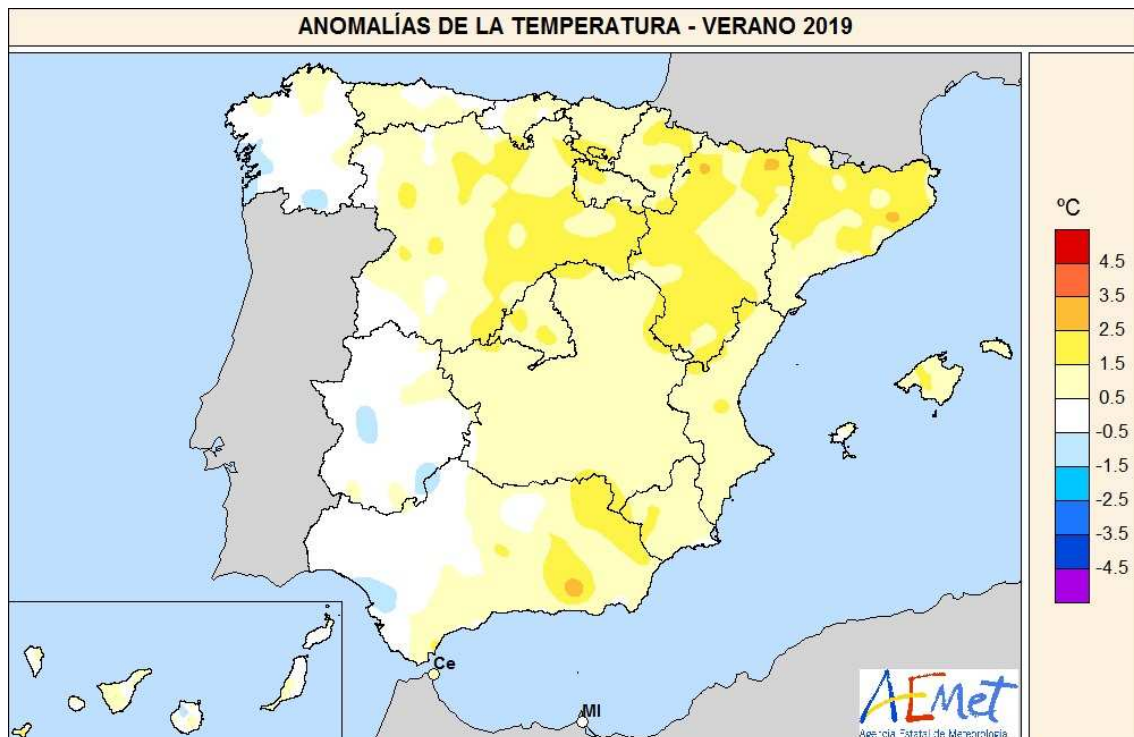 ANOMALÍAS DE LA TEMPERATURA - VERANO 2019
ºC
4.5
3.5
2.5
1.5
0.5
-0.5
-1.5
-2.5
-3.5
-4.5
Ce
Ml
AEMet
Agencia Estatal de Meteorología